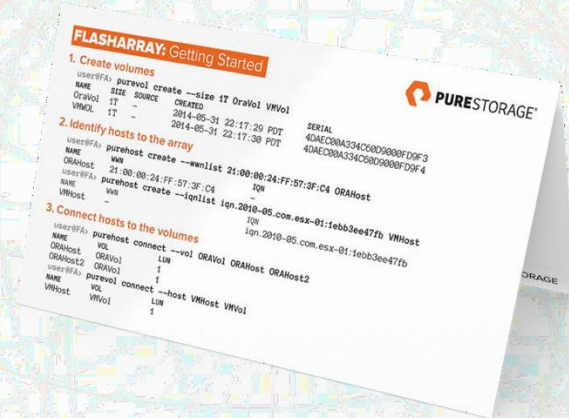 FLASHARRAY: Getting Started
PURESTORAGE®
1. Create volumes
user@FA> purevol create --size 1T OraVol VMVol
NAME SIZE SOURCE CREATED SERIAL
OraVol 1T – 2014-05-31 22:17:29 PDT 4DAEC00A334C60D9000FD9F3
VMVOL 1T – 2014-05-31 22:17:30 PDT 4DAEC00A334C60D9000FD9F4
2. Identify hosts to the array
user@FA> purehost create --wwnlist 21:00:00:24:FF:57:3F:C4 ORAHost
NAME WWN IQN
ORAHost 21:00:00:24:FF:57:3F:C4 –
user@FA> purehost create --iqnlist iqn.2010-05.com.esx-01:1ebb3ee47fb VMHost
NAME WWN IQN
VMHost – iqn.2010-05.com.esx-01:1ebb3ee47fb
3. Connect hosts to the volumes
user@FA> purehost connect --vol ORAVol ORAHost ORAHost2
NAME VOL LUN
ORAHost ORAVol 1
ORAHost2 ORAVol 1
user@FA> purevol connect --host VMHost VMVol
NAME VOL LUN
VMHost VMVol 1
ORAGE